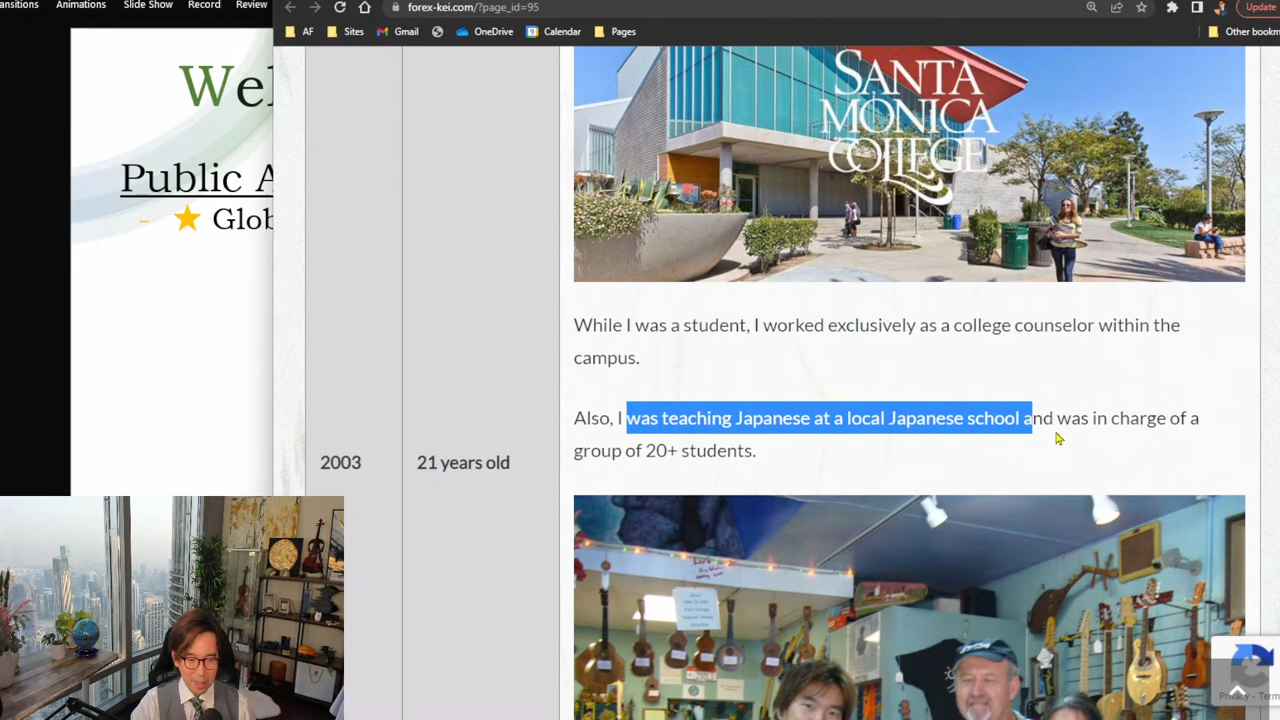 ansitions Animations Slide Show Record Review
forex-kei.com/?page_id=95
Update
AF Sites Gmail OneDrive Calendar Pages Other bookm
Wel
Public A
– ★ Glob
SANTA
MONICA
COLLEGE
While I was a student, I worked exclusively as a college counselor within the
campus.
Also, I was teaching Japanese at a local Japanese school and was in charge of a
group of 20+ students.
2003 21 years old
Privacy - Term